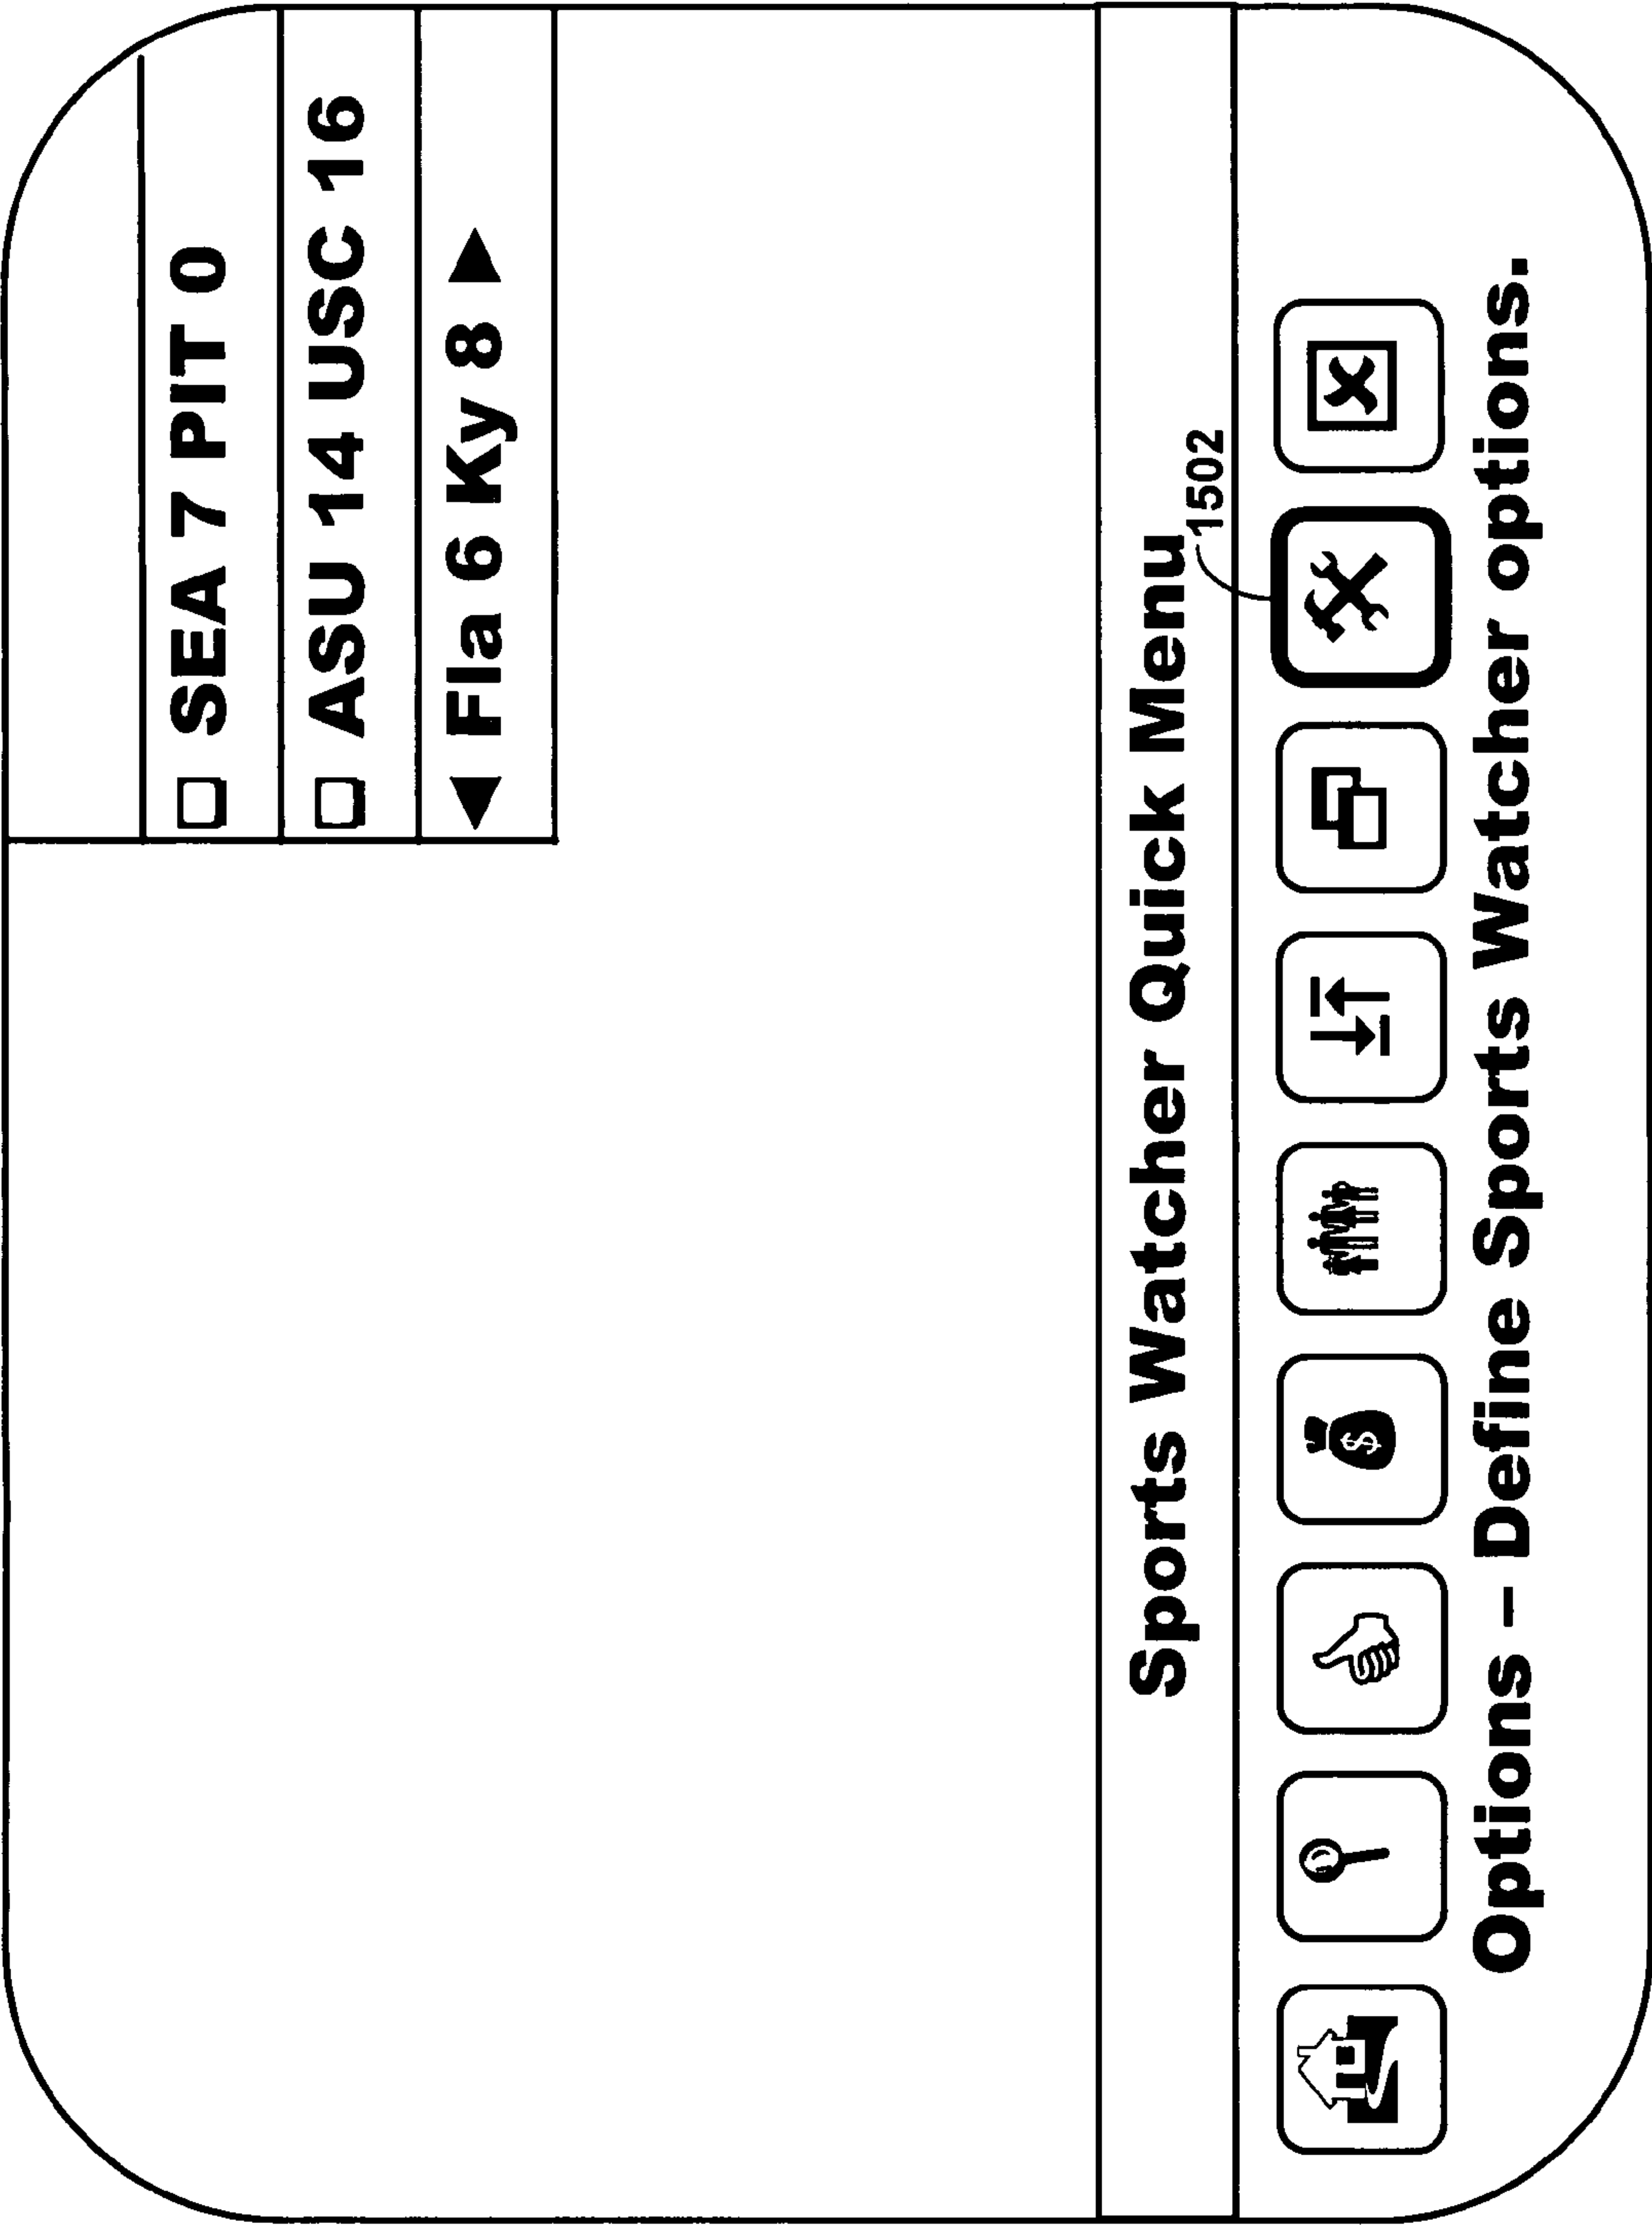 SEA 7 PIT 0
ASU 14 USC 16
◀ Fla 6 Ky 8 ▶
Sports Watcher Quick Menu
1502
$
Options – Define Sports Watcher options.